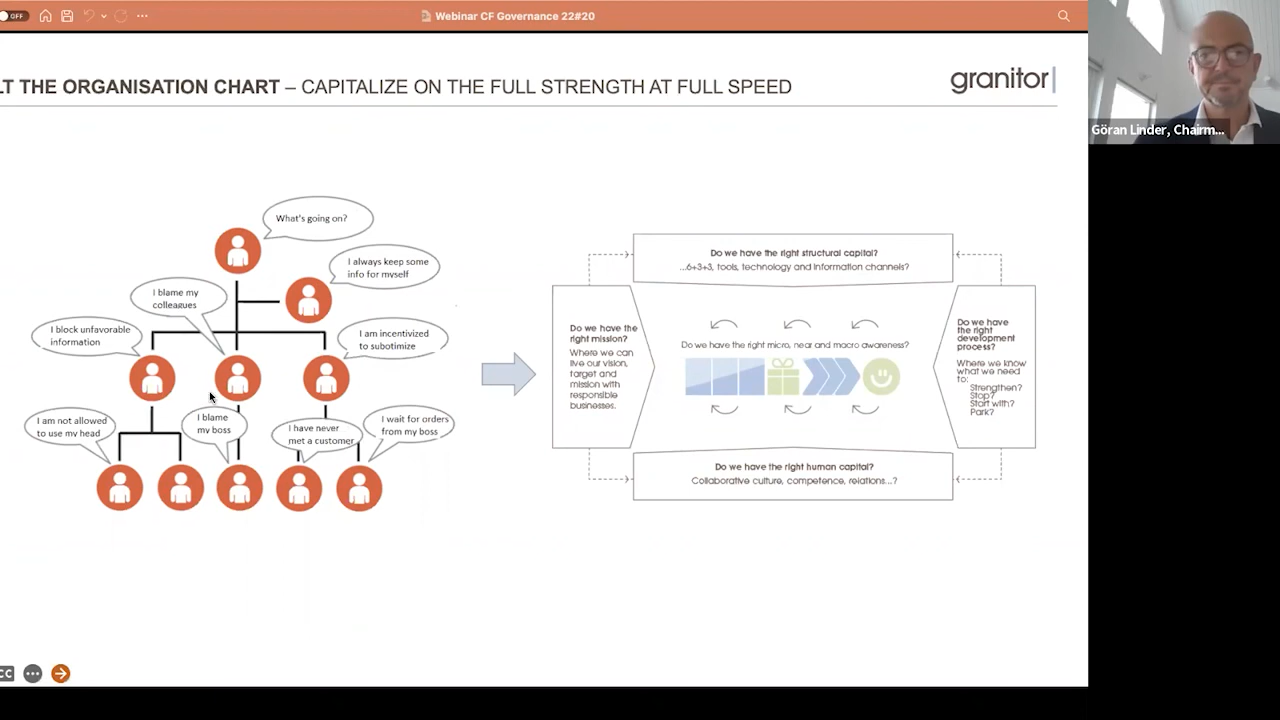 OFF
Webinar CF Governance 22#20
LT THE ORGANISATION CHART – CAPITALIZE ON THE FULL STRENGTH AT FULL SPEED
granitor
Göran Linder, Chairm...
What's going on?
I always keep some
info for myself
I blame my
colleagues
I block unfavorable
information
I am incentivized
to subotimize
I am not allowed
to use my head
I blame
my boss
I have never
met a customer
I wait for orders
from my boss
Do we have the right structural capital?
...6+3+3, tools, technology and information channels?
Do we have the
right mission?
Where we can
live our vision,
target and
mission with
responsible
businesses.
Do we have the right micro, near and macro awareness?
Do we have
the right
development
process?
Where we know
what we need
to:
Strengthen?
Stop?
Start with?
Park?
Do we have the right human capital?
Collaborative culture, competence, relations...?
CC